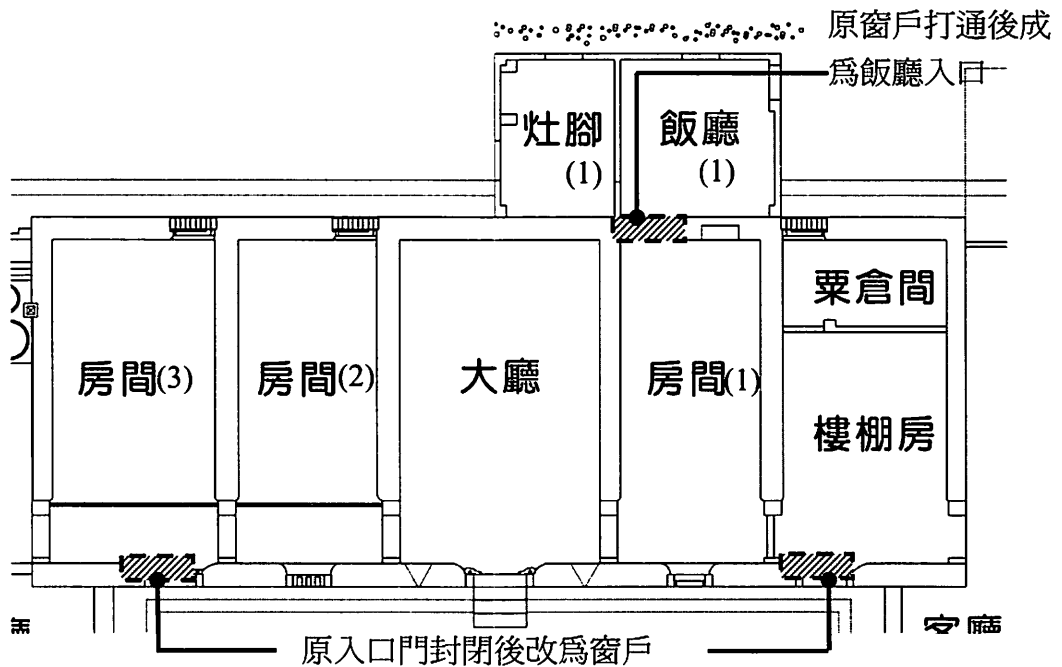 原窗戶打通後成
爲飯廳入口
灶腳
(1)
飯廳
(1)
粟倉間
房間(3)
房間(2)
大廳
房間(1)
樓棚房
客廳
原入口門封閉後改爲窗戶